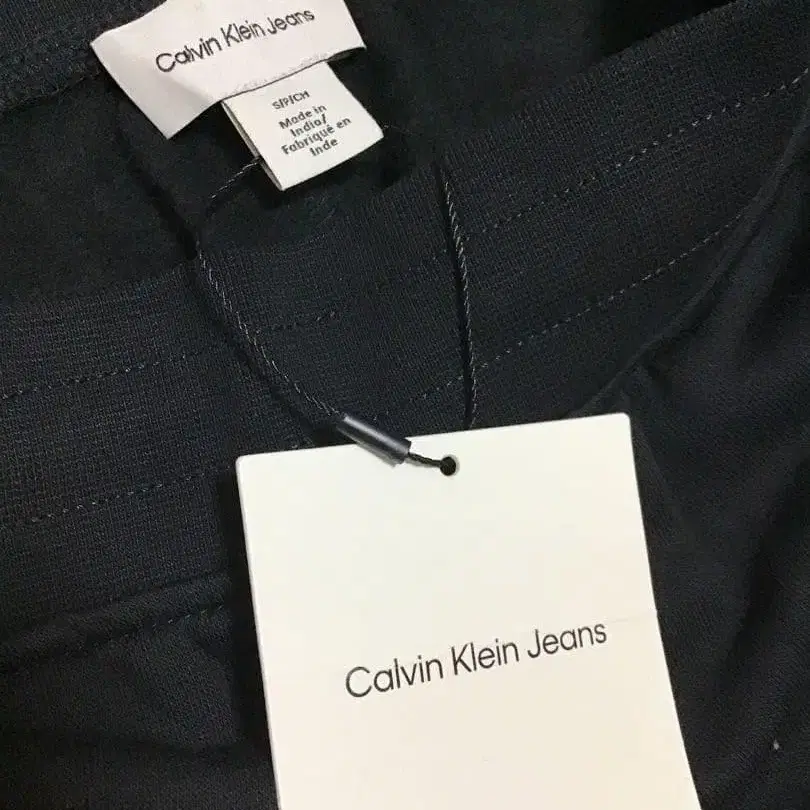 Calvin Klein Jeans
S/P/CH
Made in
India/
Fabriqué en
Inde
Calvin Klein Jeans